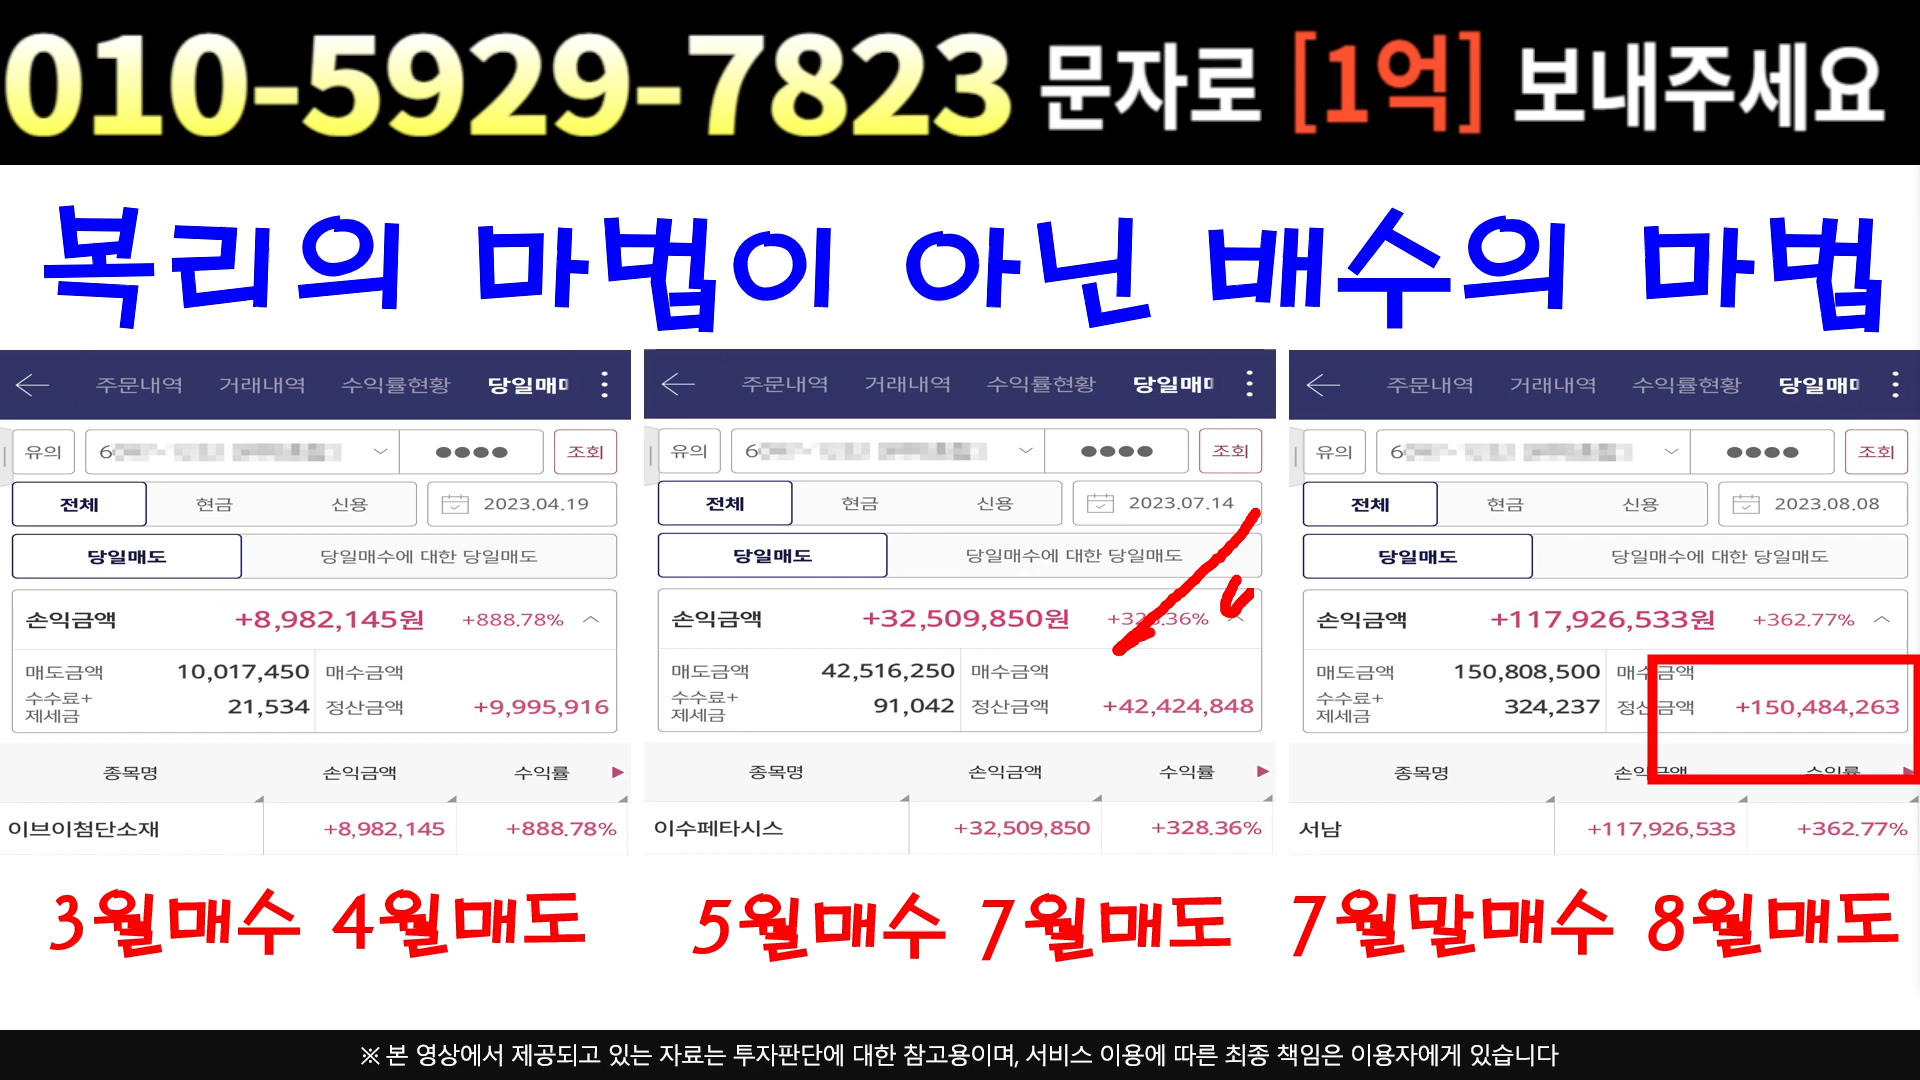 010-5929-7823 문자로 [1억] 보내주세요
복리의 마법이 아닌 배수의 마법
주문내역 거래내역 수익률현황 당일매
유의 6 조회
전체 현금 신용 2023.04.19
당일매도 당일매수에 대한 당일매도
손익금액 +8,982,145원 +888.78%
매도금액 10,017,450 매수금액
수수료+
제세금 21,534 정산금액 +9,995,916
종목명 손익금액 수익률
이브이첨단소재 +8,982,145 +888.78%
3월매수 4월매도
주문내역 거래내역 수익률현황 당일매
유의 6 조회
전체 현금 신용 2023.07.14
당일매도 당일매수에 대한 당일매도
손익금액 +32,509,850원 +328.36%
매도금액 42,516,250 매수금액
수수료+
제세금 91,042 정산금액 +42,424,848
종목명 손익금액 수익률
이수페타시스 +32,509,850 +328.36%
5월매수 7월매도
주문내역 거래내역 수익률현황 당일매
유의 6 조회
전체 현금 신용 2023.08.08
당일매도 당일매수에 대한 당일매도
손익금액 +117,926,533원 +362.77%
매도금액 150,808,500 매수금액
수수료+
제세금 324,237 정산금액 +150,484,263
종목명 손익금액 수익률
서남 +117,926,533 +362.77%
7월말매수 8월매도
※ 본 영상에서 제공되고 있는 자료는 투자판단에 대한 참고용이며, 서비스 이용에 따른 최종 책임은 이용자에게 있습니다